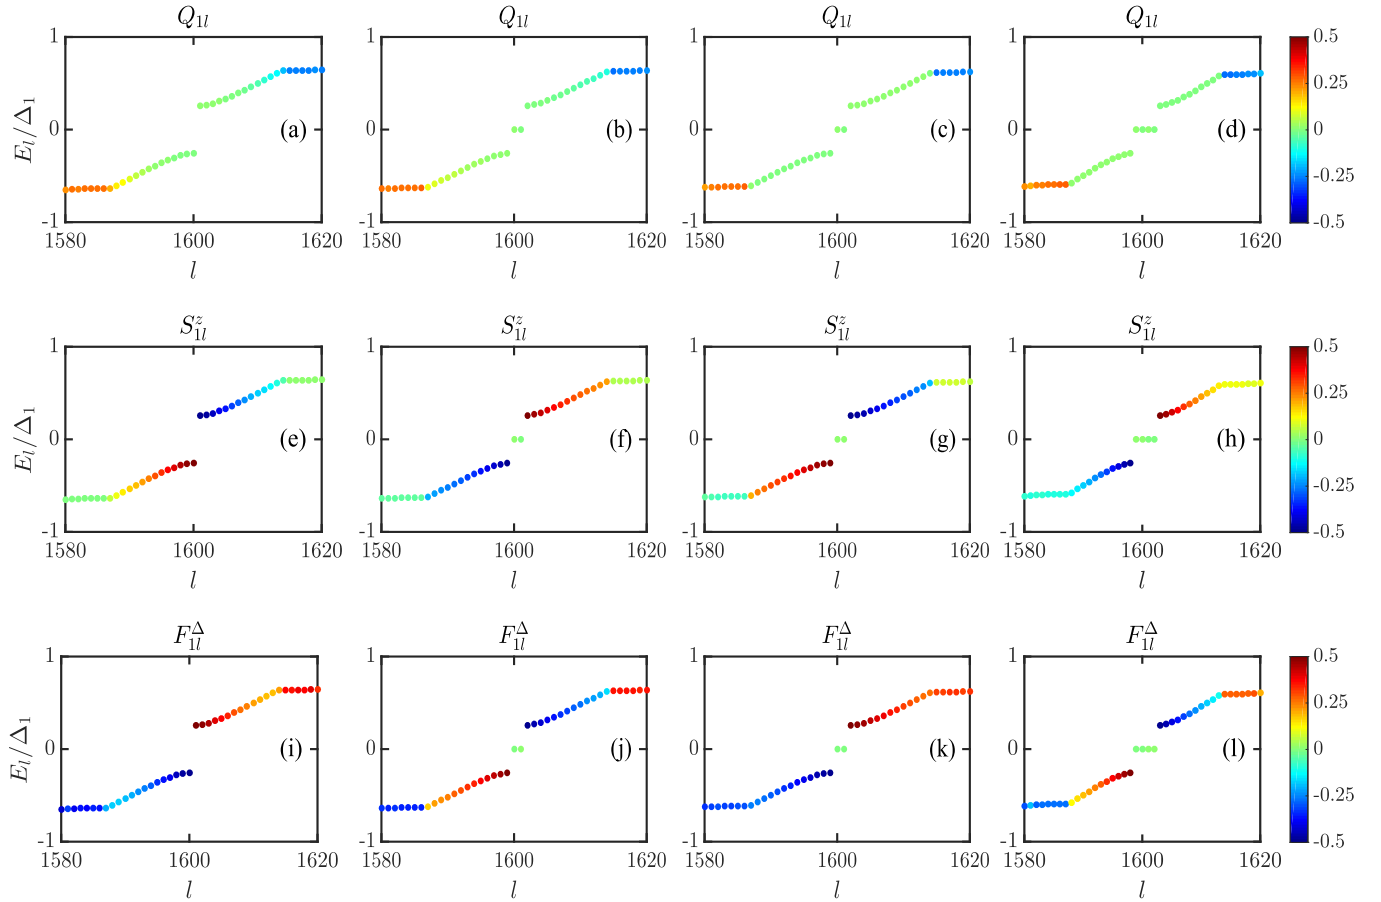 Q₁ₗ Q₁ₗ Q₁ₗ Q₁ₗ
1 1 1 1 0.5
0.25
Eₗ/Δ₁ 0 (a) 0 (b) 0 (c) 0 (d) 0
-0.25
-1 -1 -1 -1 -0.5
1580 1600 1620 1580 1600 1620 1580 1600 1620 1580 1600 1620
l l l l
Sᶻ₁ₗ Sᶻ₁ₗ Sᶻ₁ₗ Sᶻ₁ₗ
1 1 1 1 0.5
0.25
Eₗ/Δ₁ 0 (e) 0 (f) 0 (g) 0 (h) 0
-0.25
-1 -1 -1 -1 -0.5
1580 1600 1620 1580 1600 1620 1580 1600 1620 1580 1600 1620
l l l l
F^Δ₁ₗ F^Δ₁ₗ F^Δ₁ₗ F^Δ₁ₗ
1 1 1 1 0.5
0.25
Eₗ/Δ₁ 0 (i) 0 (j) 0 (k) 0 (l) 0
-0.25
-1 -1 -1 -1 -0.5
1580 1600 1620 1580 1600 1620 1580 1600 1620 1580 1600 1620
l l l l